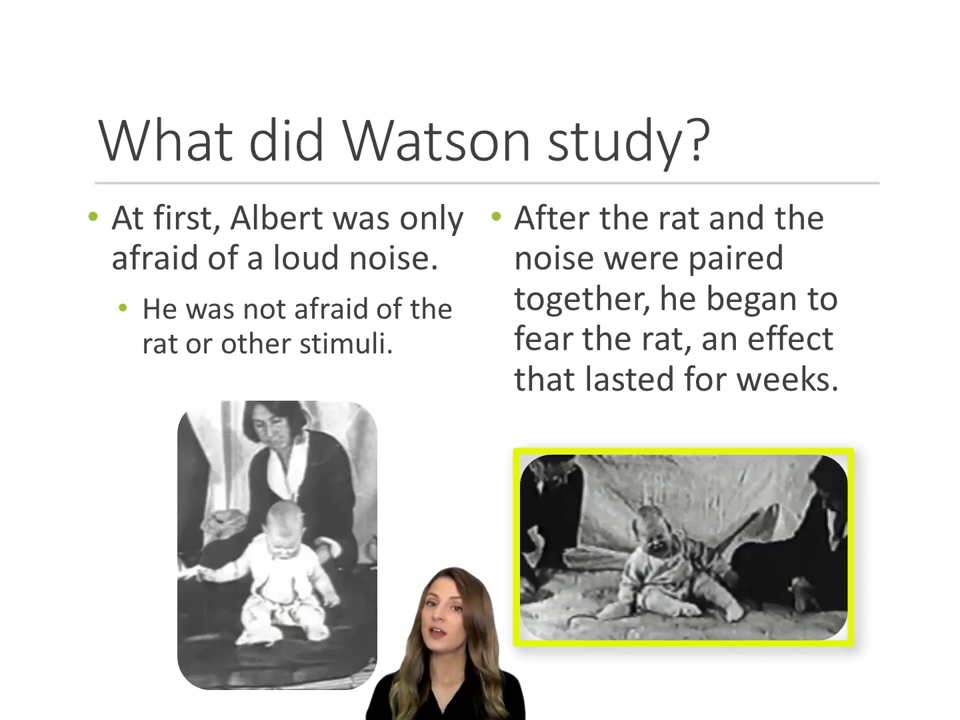 What did Watson study?
• At first, Albert was only
afraid of a loud noise.
• He was not afraid of the
rat or other stimuli.
• After the rat and the
noise were paired
together, he began to
fear the rat, an effect
that lasted for weeks.